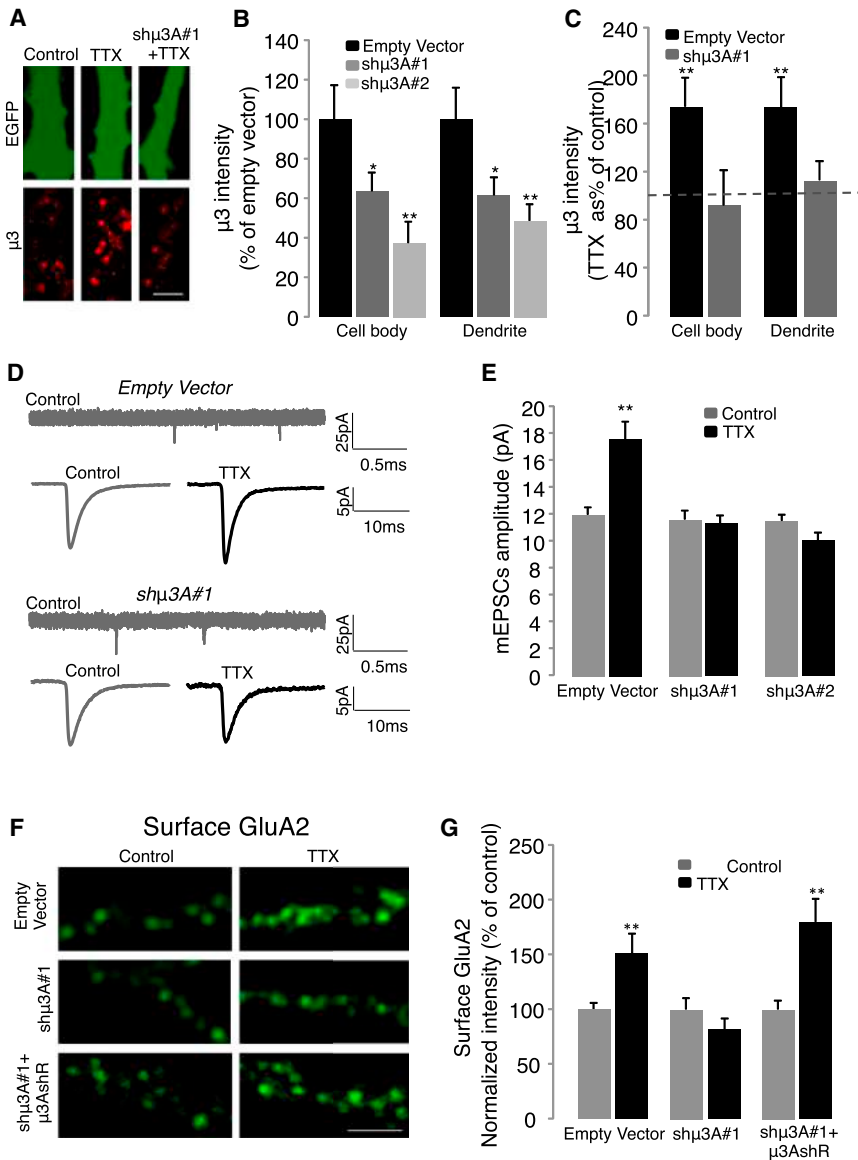 A
Control
TTX
shμ3A#1
+TTX
EGFP
μ3
B
μ3 intensity
(% of empty vector)
140
120
100
80
60
40
20
0
Empty Vector
shμ3A#1
shμ3A#2
*
**
*
**
Cell body
Dendrite
C
μ3 intensity
(TTX as% of control)
240
200
160
120
80
40
0
Empty Vector
shμ3A#1
**
**
Cell body
Dendrite
D
Empty Vector
Control
25pA
0.5ms
Control
TTX
5pA
10ms
shμ3A#1
Control
25pA
0.5ms
Control
TTX
5pA
10ms
E
mEPSCs amplitude (pA)
20
18
16
14
12
10
8
6
4
2
0
Control
TTX
**
Empty Vector
shμ3A#1
shμ3A#2
F
Surface GluA2
Control
TTX
Empty
Vector
shμ3A#1
shμ3A#1+
μ3AshR
G
Surface GluA2
Normalized intensity (% of control)
250
200
150
100
50
0
Control
TTX
**
**
Empty Vector
shμ3A#1
shμ3A#1+
μ3AshR